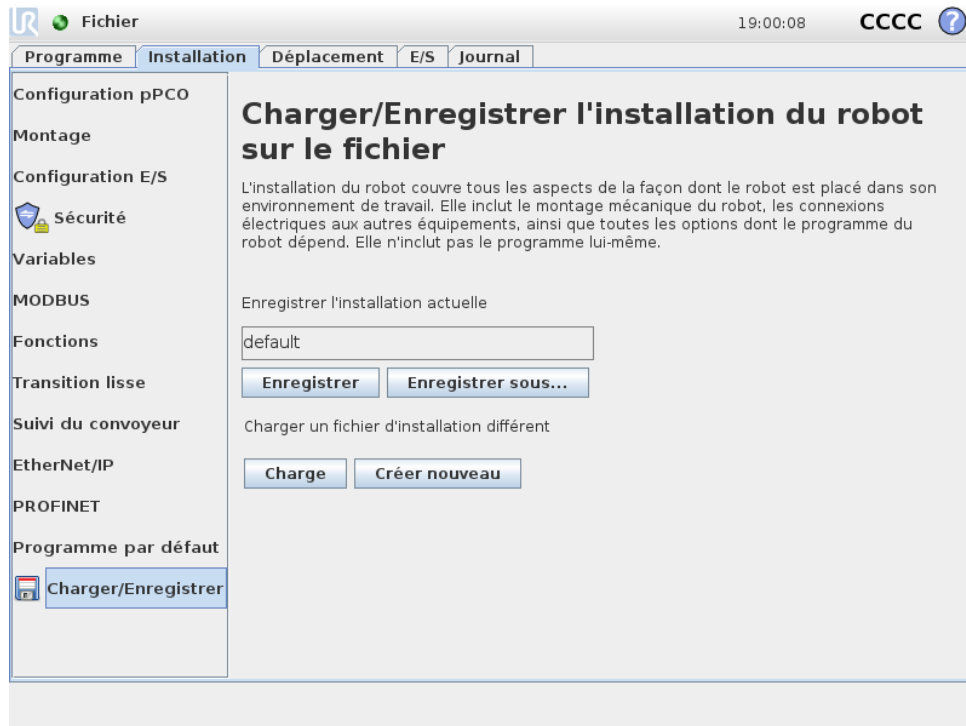 UR Fichier 19:00:08 CCCC ?
Programme Installation Déplacement E/S Journal
Configuration pPCO
Montage
Configuration E/S
Sécurité
Variables
MODBUS
Fonctions
Transition lisse
Suivi du convoyeur
EtherNet/IP
PROFINET
Programme par défaut
Charger/Enregistrer
Charger/Enregistrer l'installation du robot
sur le fichier
L'installation du robot couvre tous les aspects de la façon dont le robot est placé dans son
environnement de travail. Elle inclut le montage mécanique du robot, les connexions
électriques aux autres équipements, ainsi que toutes les options dont le programme du
robot dépend. Elle n'inclut pas le programme lui-même.
Enregistrer l'installation actuelle
default
Enregistrer Enregistrer sous...
Charger un fichier d'installation différent
Charge Créer nouveau